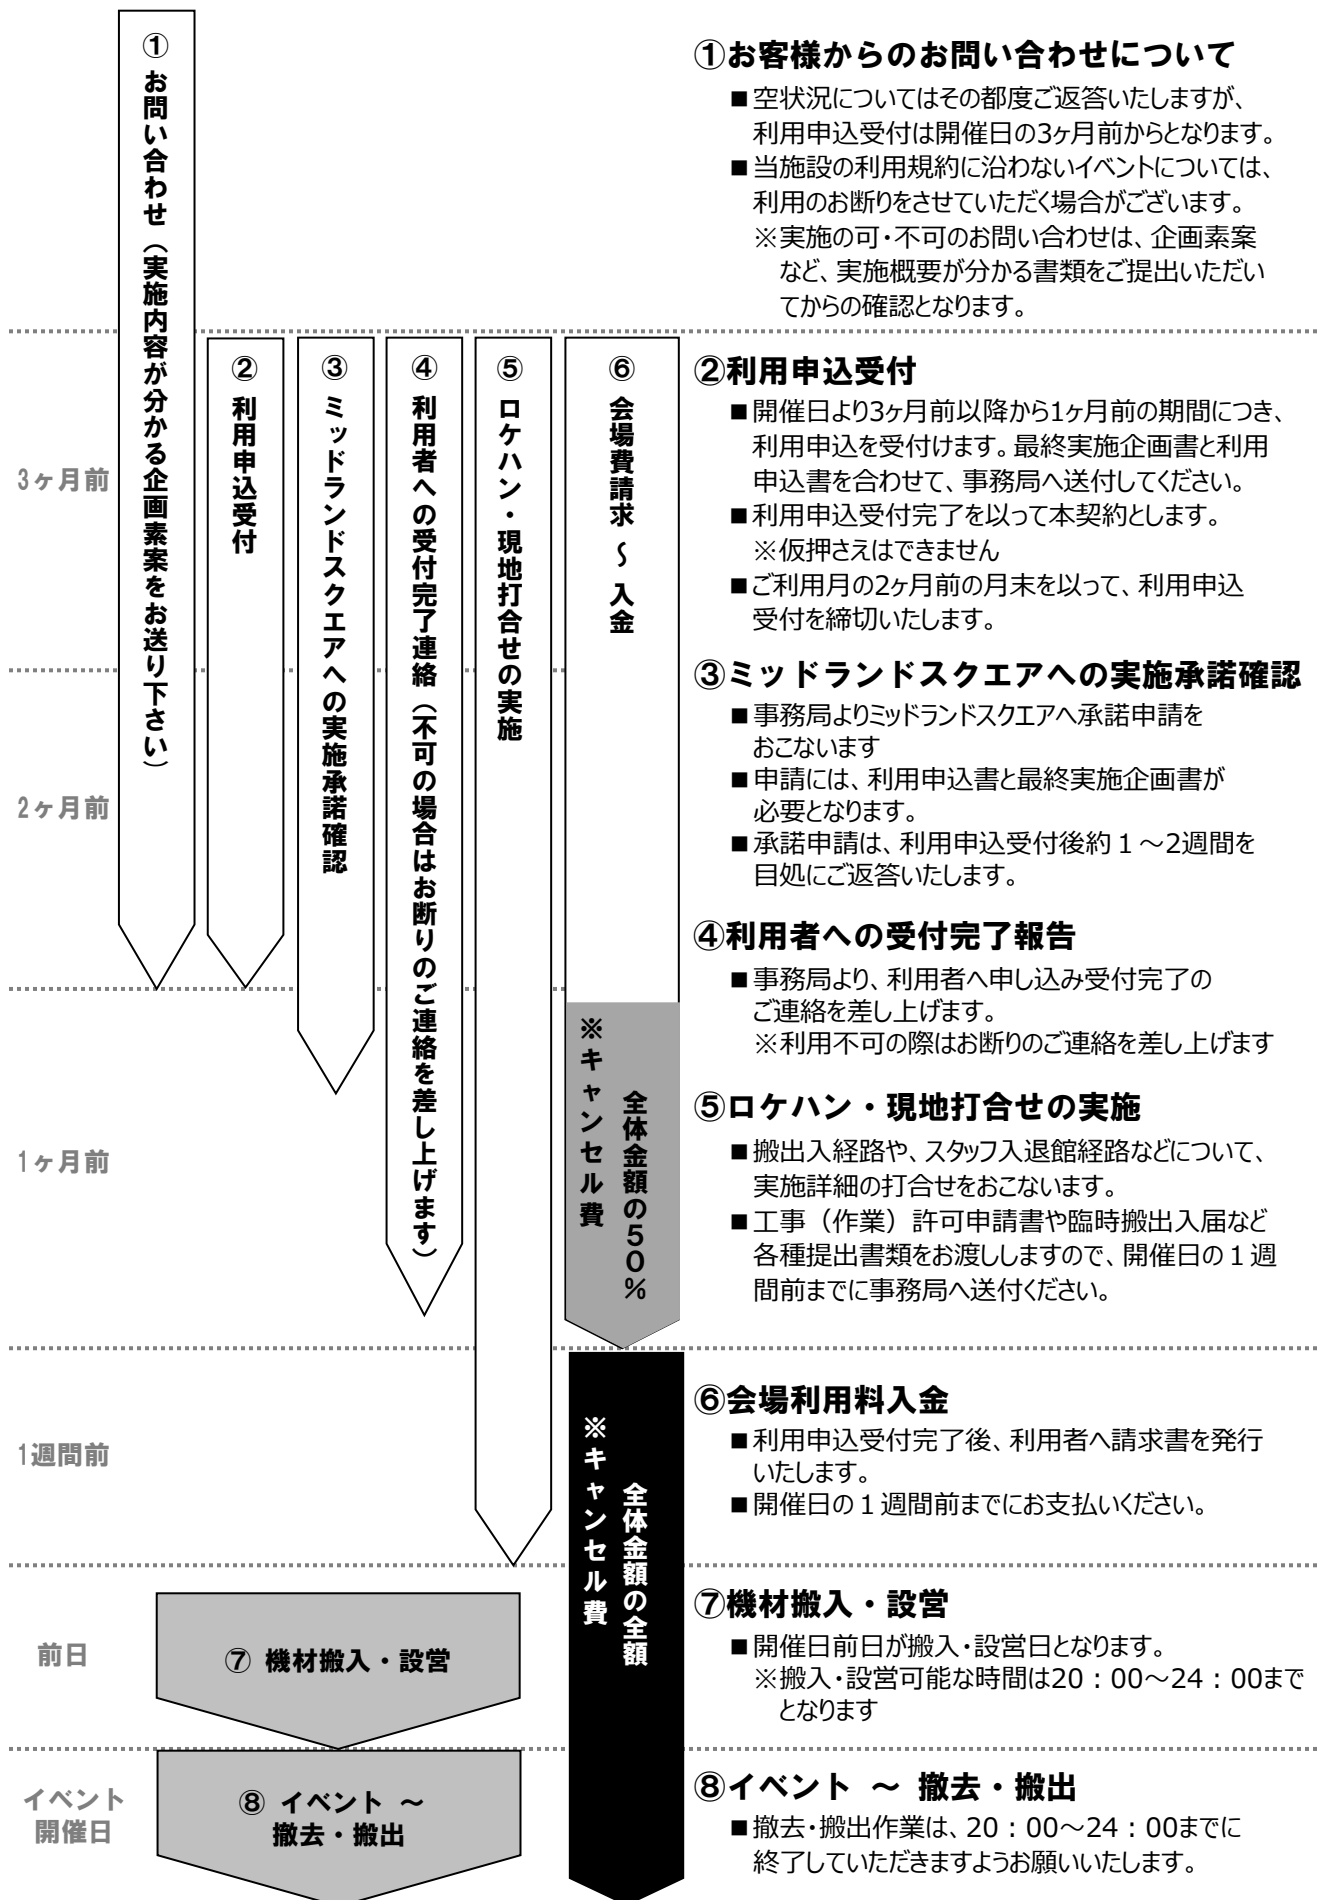 ① お問い合わせ（実施内容が分かる企画素案をお送り下さい）
② 利用申込受付
③ ミッドランドスクエアへの実施承諾確認
④ 利用者への受付完了連絡（不可の場合はお断りのご連絡を差し上げます）
⑤ ロケハン・現地打合せの実施
⑥ 会場費請求 ～ 入金
※キャンセル費
全体金額の５０％
※キャンセル費
全体金額の全額
⑦ 機材搬入・設営
⑧ イベント ～
撤去・搬出
3ヶ月前
2ヶ月前
1ヶ月前
1週間前
前日
イベント
開催日
①お客様からのお問い合わせについて
■空状況についてはその都度ご返答いたしますが、
利用申込受付は開催日の3ヶ月前からとなります。
■当施設の利用規約に沿わないイベントについては、
利用のお断りをさせていただく場合がございます。
※実施の可・不可のお問い合わせは、企画素案
など、実施概要が分かる書類をご提出いただい
てからの確認となります。
②利用申込受付
■開催日より3ヶ月前以降から1ヶ月前の期間につき、
利用申込を受付けます。最終実施企画書と利用
申込書を合わせて、事務局へ送付してください。
■利用申込受付完了を以って本契約とします。
※仮押さえはできません
■ご利用月の2ヶ月前の月末を以って、利用申込
受付を締切いたします。
③ミッドランドスクエアへの実施承諾確認
■事務局よりミッドランドスクエアへ承諾申請を
おこないます
■申請には、利用申込書と最終実施企画書が
必要となります。
■承諾申請は、利用申込受付後約１～2週間を
目処にご返答いたします。
④利用者への受付完了報告
■事務局より、利用者へ申し込み受付完了の
ご連絡を差し上げます。
※利用不可の際はお断りのご連絡を差し上げます
⑤ロケハン・現地打合せの実施
■搬出入経路や、スタッフ入退館経路などについて、
実施詳細の打合せをおこないます。
■工事（作業）許可申請書や臨時搬出入届など
各種提出書類をお渡ししますので、開催日の１週
間前までに事務局へ送付ください。
⑥会場利用料入金
■利用申込受付完了後、利用者へ請求書を発行
いたします。
■開催日の１週間前までにお支払いください。
⑦機材搬入・設営
■開催日前日が搬入・設営日となります。
※搬入・設営可能な時間は20：00～24：00まで
となります
⑧イベント ～ 撤去・搬出
■撤去・搬出作業は、20：00～24：00までに
終了していただきますようお願いいたします。